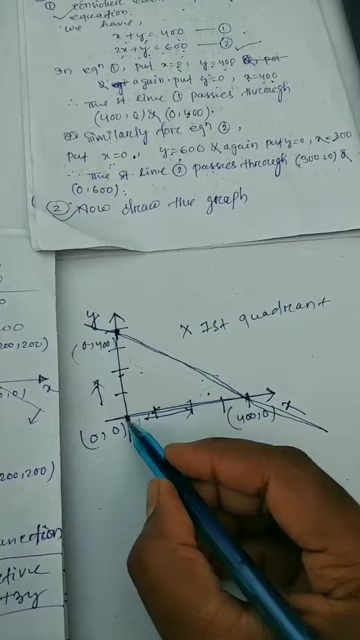 ① consider
equation.
we have,
x+y=400 — ①
2x+y=600 — ②
In eqn ①, put x=0, y=400
& again put y=0, x=400
∴ The st. line ① passes through
(400,0) & (0,400).
Similarly for eqn ②,
put x=0, y=600 & again put y=0, x=300
∴ The st. line ② passes through (300,0) &
(0,600).
② Now draw the graph
00
200,200)
x
,0)
200,200)
unction
ctive
+3y
y
X Ist quadrant
(0,400)
(400,0)
x
(0,0)